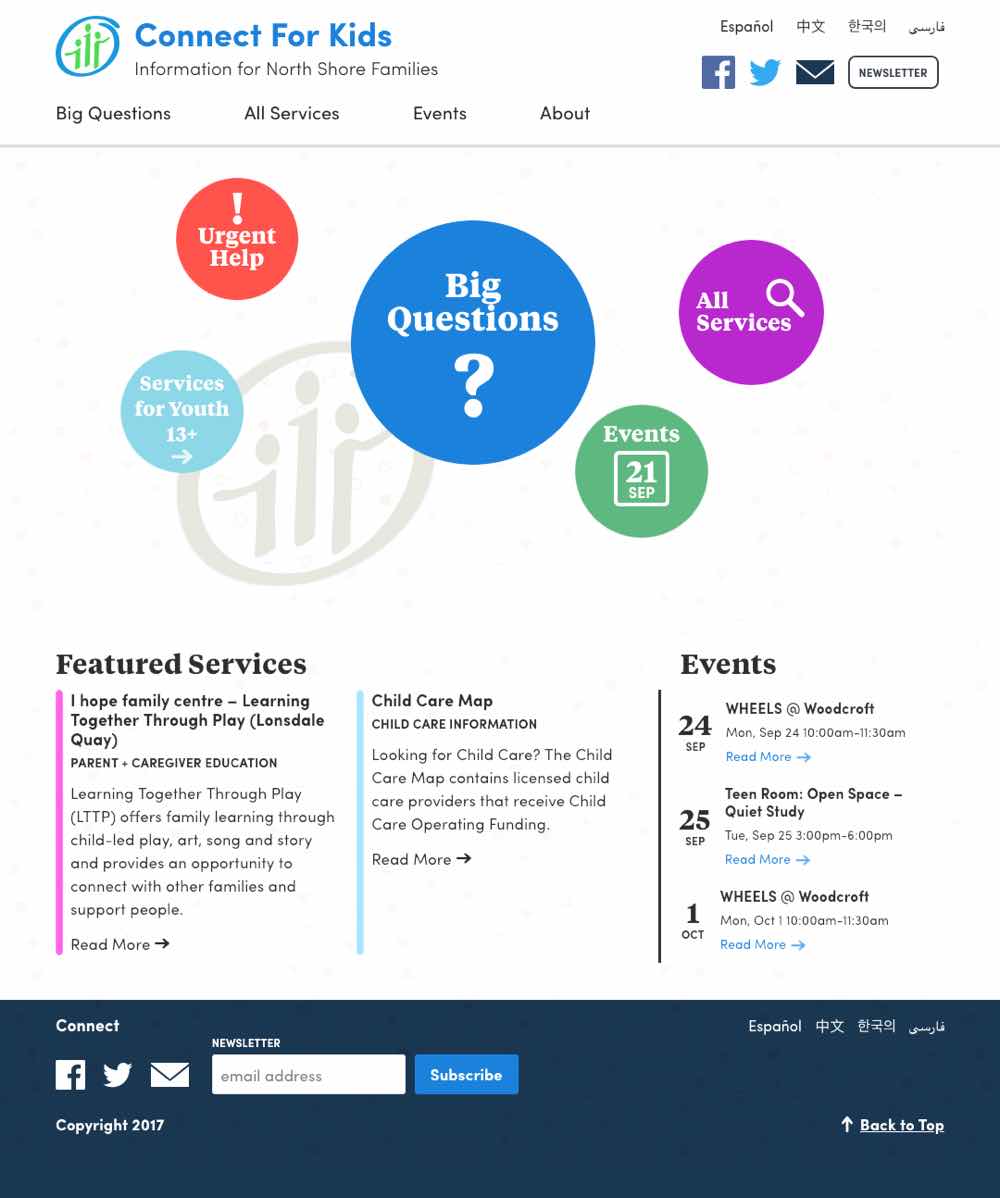 Connect For Kids
Information for North Shore Families
Español 中文 한국의 فارسی
NEWSLETTER
Big Questions All Services Events About
!
Urgent
Help
Big
Questions
?
All
Services
Services
for Youth
13+
→
Events
21
SEP
Featured Services
I hope family centre – Learning
Together Through Play (Lonsdale
Quay)
PARENT + CAREGIVER EDUCATION
Learning Together Through Play
(LTTP) offers family learning through
child-led play, art, song and story
and provides an opportunity to
connect with other families and
support people.
Read More →
Child Care Map
CHILD CARE INFORMATION
Looking for Child Care? The Child
Care Map contains licensed child
care providers that receive Child
Care Operating Funding.
Read More →
Events
24
SEP
WHEELS @ Woodcroft
Mon, Sep 24 10:00am-11:30am
Read More →
25
SEP
Teen Room: Open Space –
Quiet Study
Tue, Sep 25 3:00pm-6:00pm
Read More →
1
OCT
WHEELS @ Woodcroft
Mon, Oct 1 10:00am-11:30am
Read More →
Connect
NEWSLETTER
email address
Subscribe
Español 中文 한국의 فارسی
Copyright 2017
↑ Back to Top